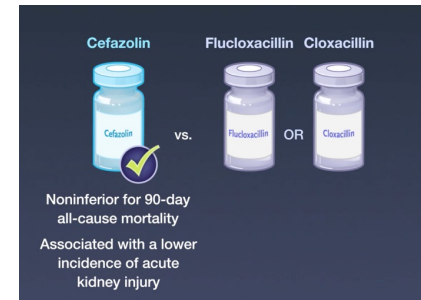 Cefazolin
Flucloxacillin Cloxacillin
Cefazolin
vs.
Flucloxacillin
OR
Cloxacillin
Noninferior for 90-day
all-cause mortality
Associated with a lower
incidence of acute
kidney injury